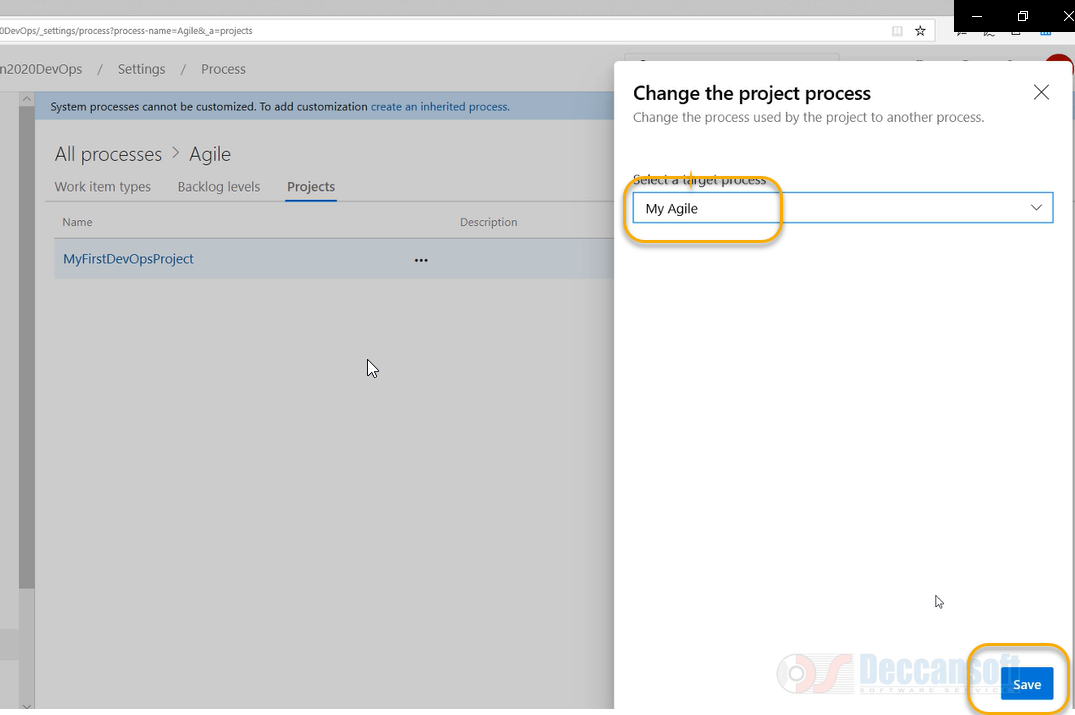 0DevOps/_settings/process?process-name=Agile&_a=projects
n2020DevOps / Settings / Process
System processes cannot be customized. To add customization create an inherited process.
All processes > Agile
Work item types Backlog levels Projects
Name Description
MyFirstDevOpsProject ...
Change the project process
Change the process used by the project to another process.
Select a target process
My Agile
Deccansoft
SOFTWARE SERVICES
Save